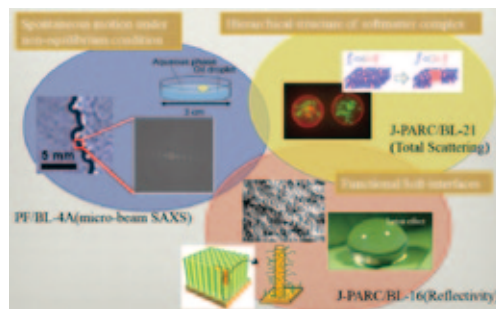 Spontaneous motion under
non-equilibrium condition
Hierarchical structure of softmatter complex
Aqueous phase
Oil droplet
3 cm
5 mm
J-PARC/BL-21
(Total Scattering)
Functional Soft-interfaces
PF/BL-4A(micro-beam SAXS)
J-PARC/BL-16(Reflectivity)